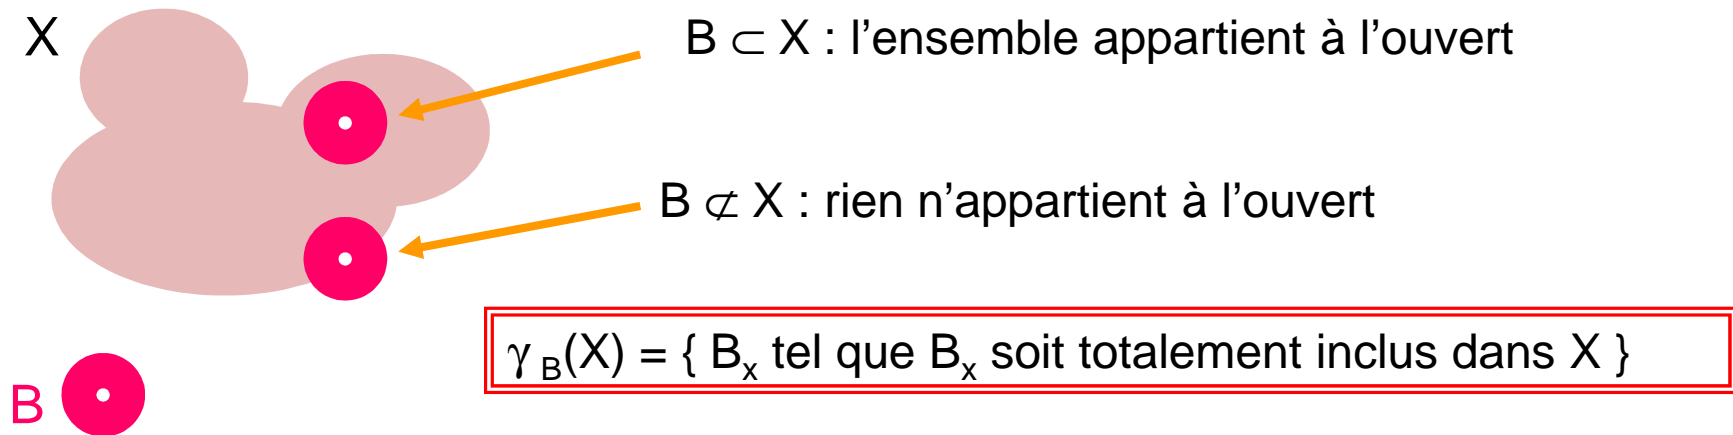 X
B ⊂ X : l’ensemble appartient à l’ouvert
B ⊄ X : rien n’appartient à l’ouvert
γ B(X) = { Bx tel que Bx soit totalement inclus dans X }
B